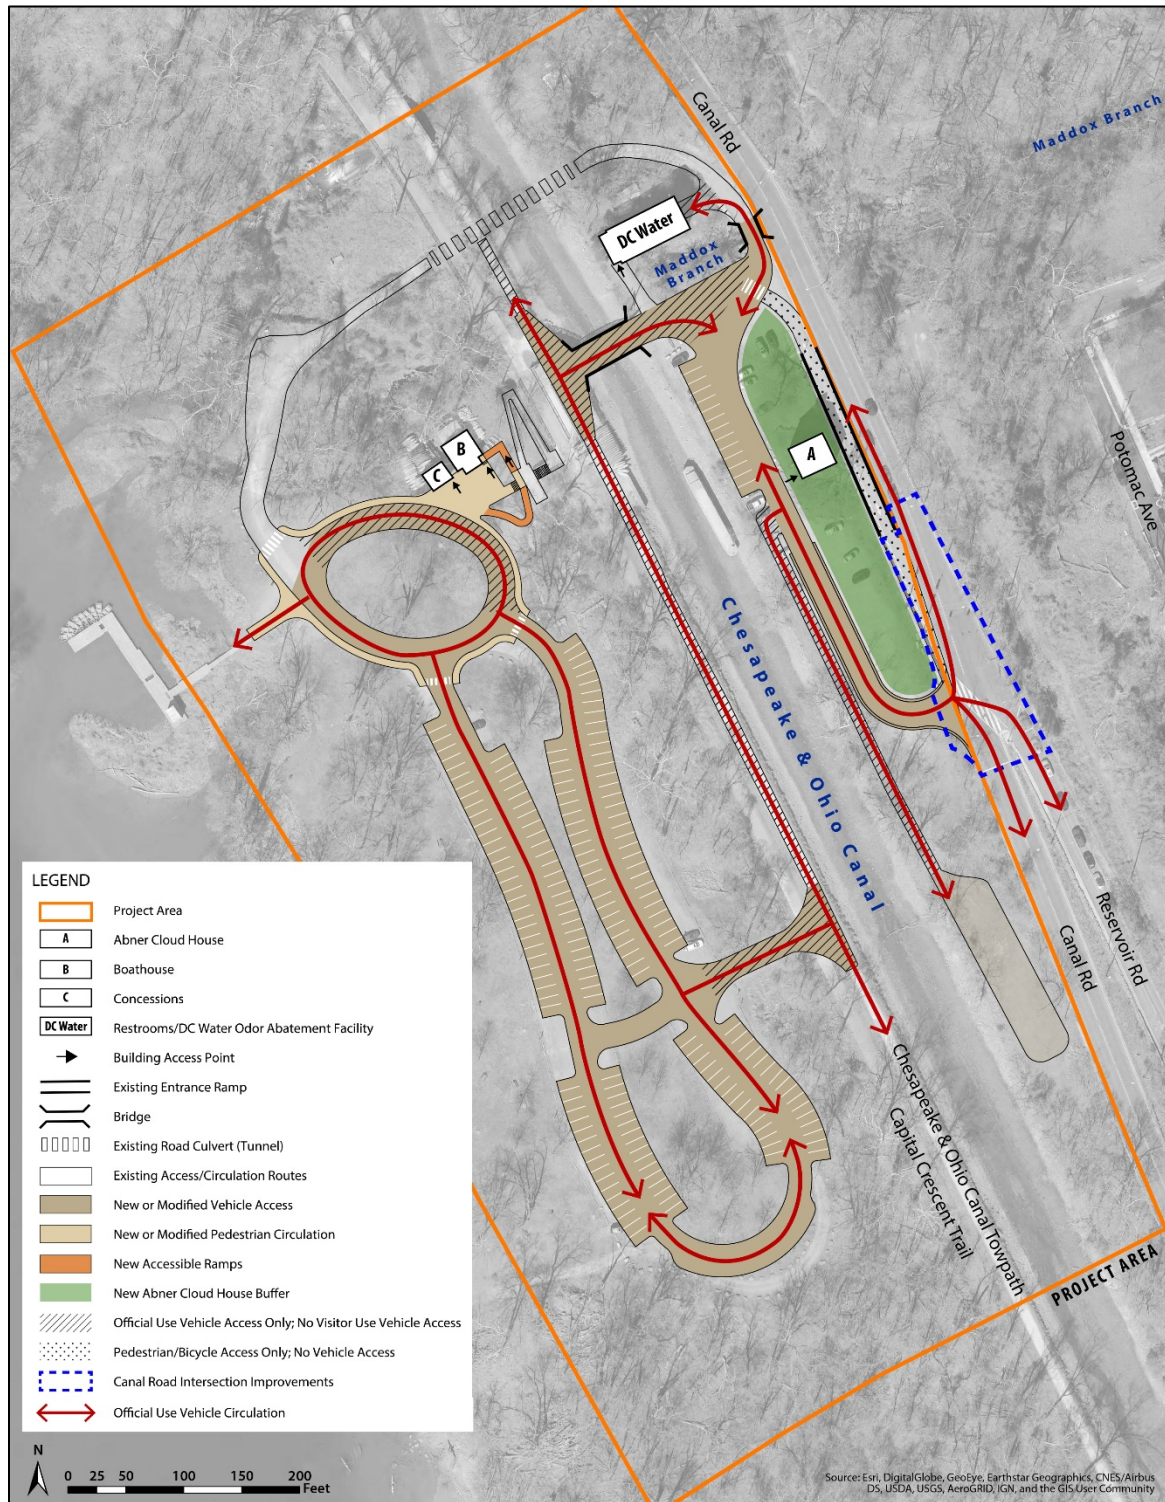 Canal Rd
Maddox Branch
DC Water
Maddox
Branch
A
B
C
Potomac Ave
Chesapeake & Ohio Canal
Reservoir Rd
Canal Rd
Chesapeake & Ohio Canal Towpath
Capital Crescent Trail
PROJECT AREA
LEGEND
Project Area
A Abner Cloud House
B Boathouse
C Concessions
DC Water Restrooms/DC Water Odor Abatement Facility
Building Access Point
Existing Entrance Ramp
Bridge
Existing Road Culvert (Tunnel)
Existing Access/Circulation Routes
New or Modified Vehicle Access
New or Modified Pedestrian Circulation
New Accessible Ramps
New Abner Cloud House Buffer
Official Use Vehicle Access Only; No Visitor Use Vehicle Access
Pedestrian/Bicycle Access Only; No Vehicle Access
Canal Road Intersection Improvements
Official Use Vehicle Circulation
N
0 25 50 100 150 200
Feet
Source: Esri, DigitalGlobe, GeoEye, Earthstar Geographics, CNES/Airbus
DS, USDA, USGS, AeroGRID, IGN, and the GIS User Community